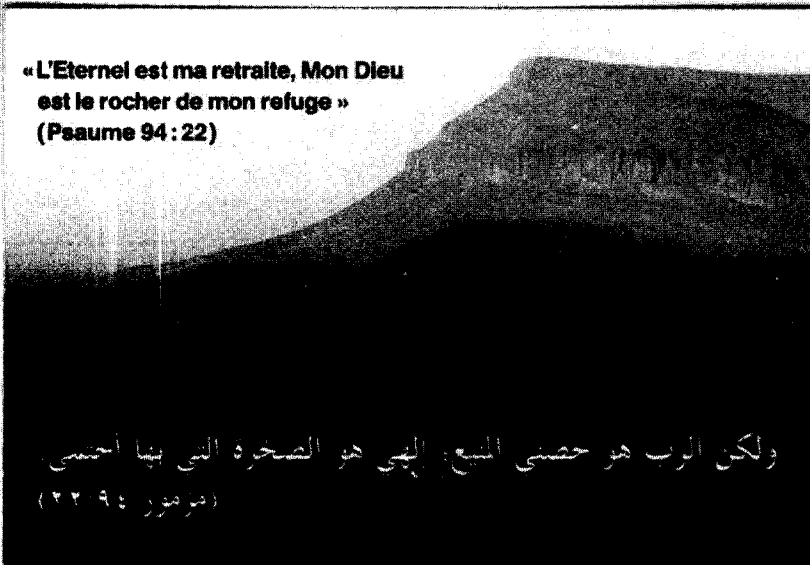 «L'Eternel est ma retraite, Mon Dieu
est le rocher de mon refuge»
(Psaume 94:22)
ولكن الرب هو حصني المنيع، إلهي هو الصخرة التي بها أحتمي.
(مزمور ٩٤: ٢٢)